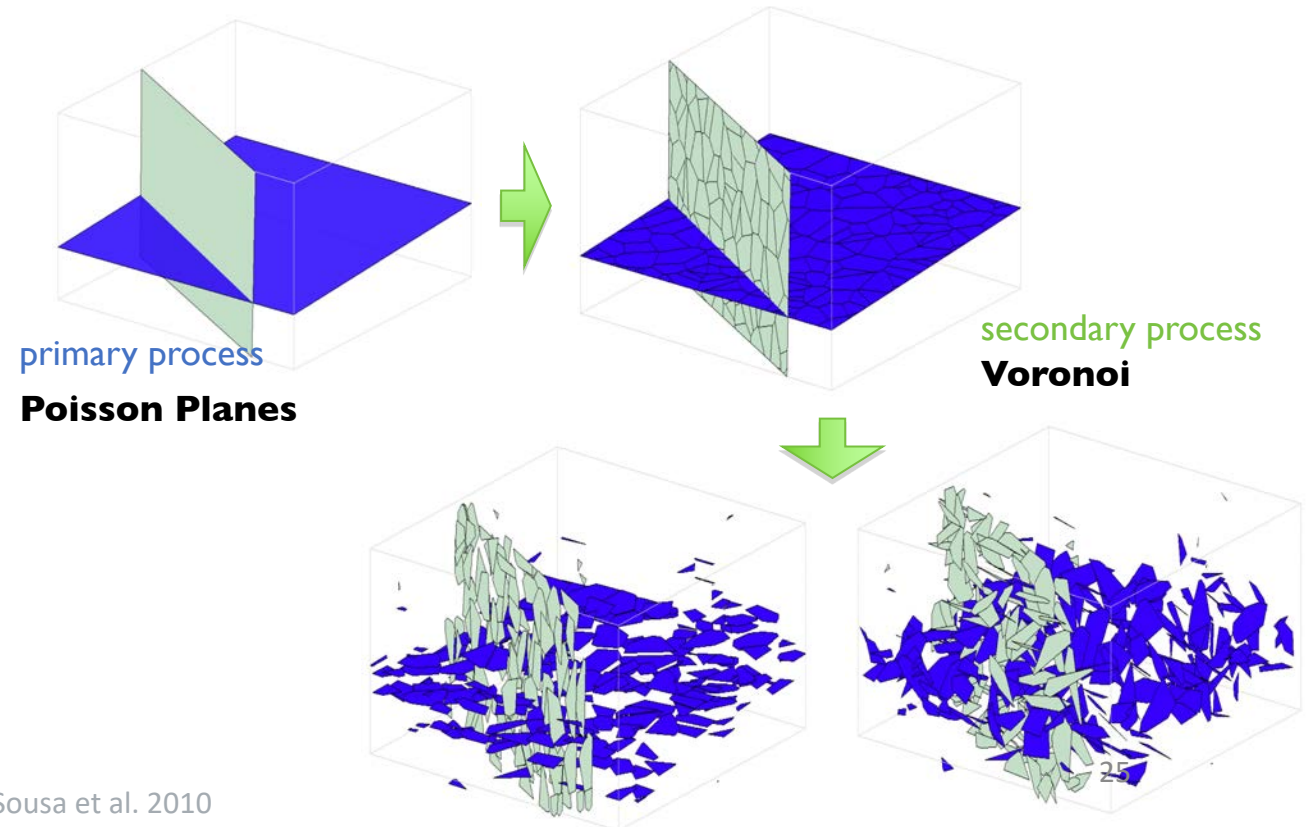 primary process
Poisson Planes
secondary process
Voronoi
25
Sousa et al. 2010